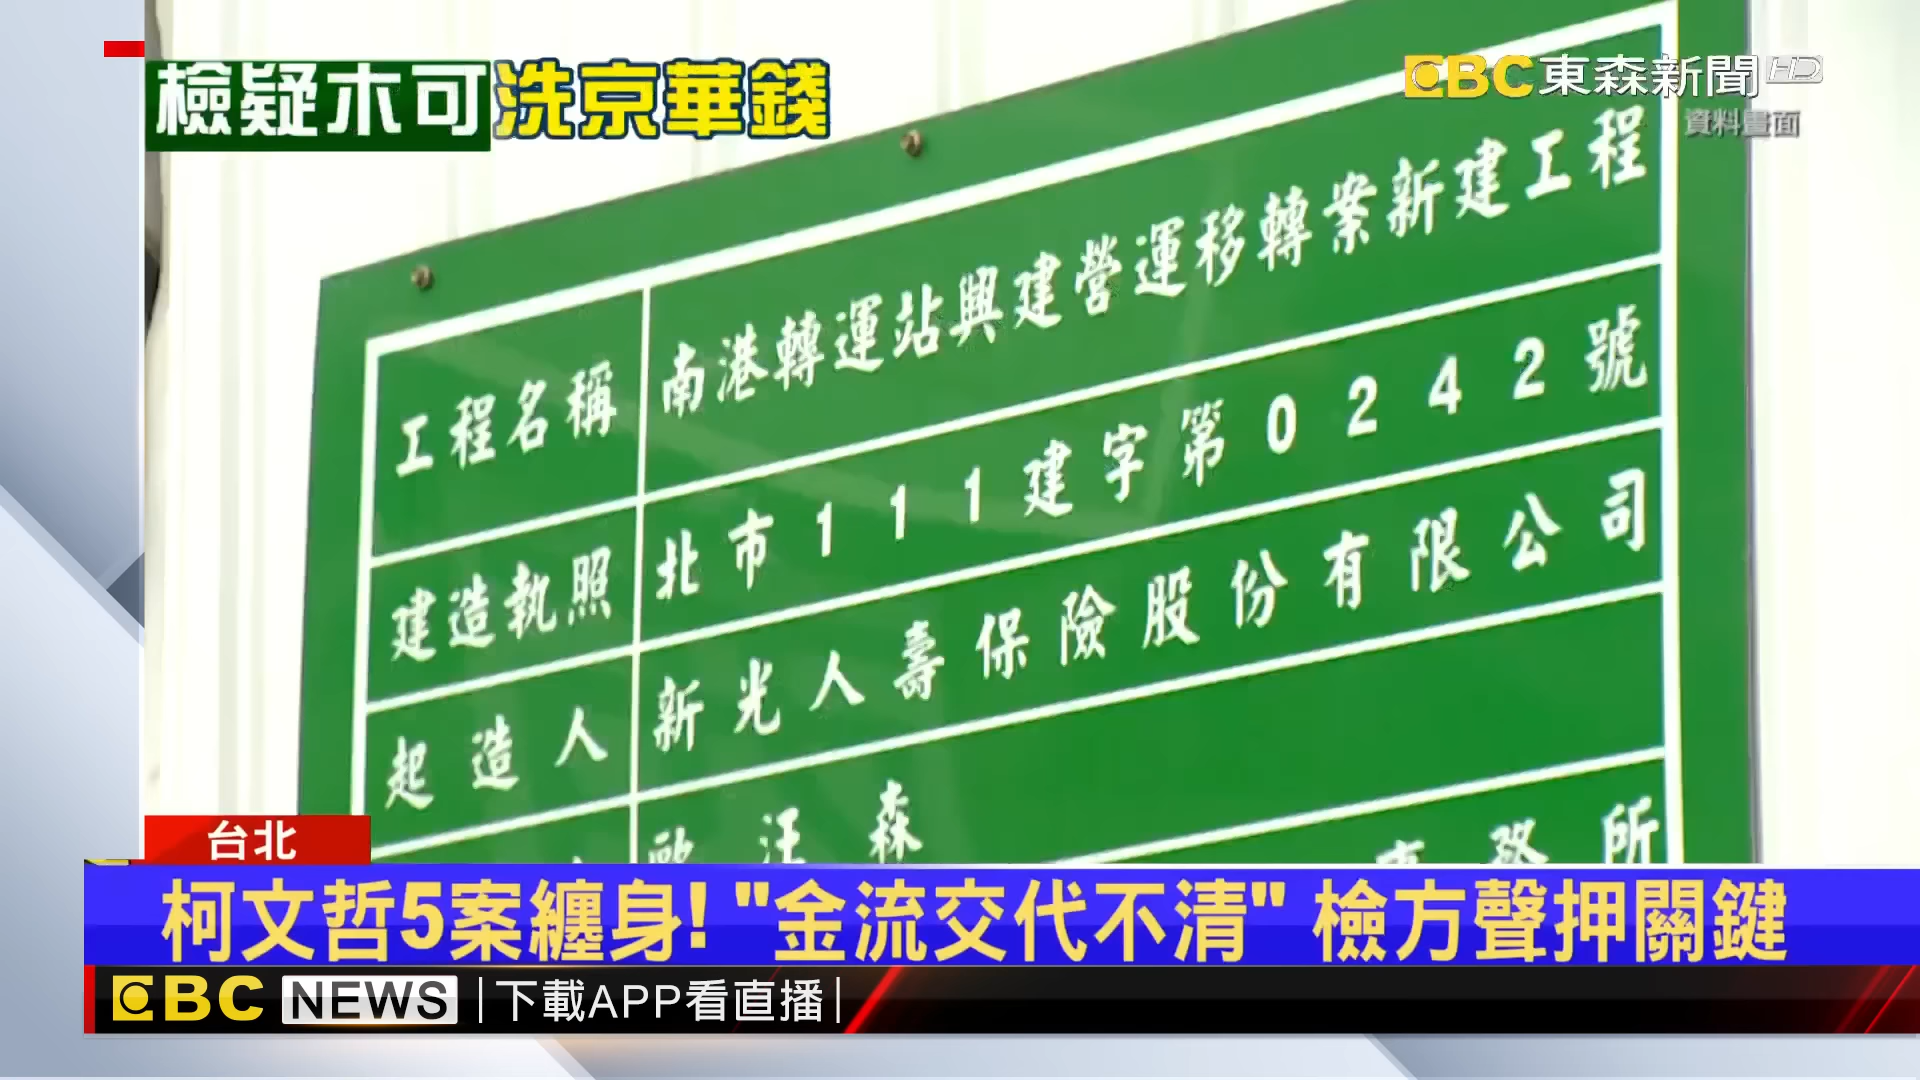 檢疑木可洗京華錢
EBC東森新聞HD
資料畫面
工程名稱 南港轉運站興建營運移轉案新建工程
建造執照 北市111建字第0242號
起造人 新光人壽保險股份有限公司
汪森
務所
台北
柯文哲5案纏身! "金流交代不清" 檢方聲押關鍵
EBC NEWS |下載APP看直播|